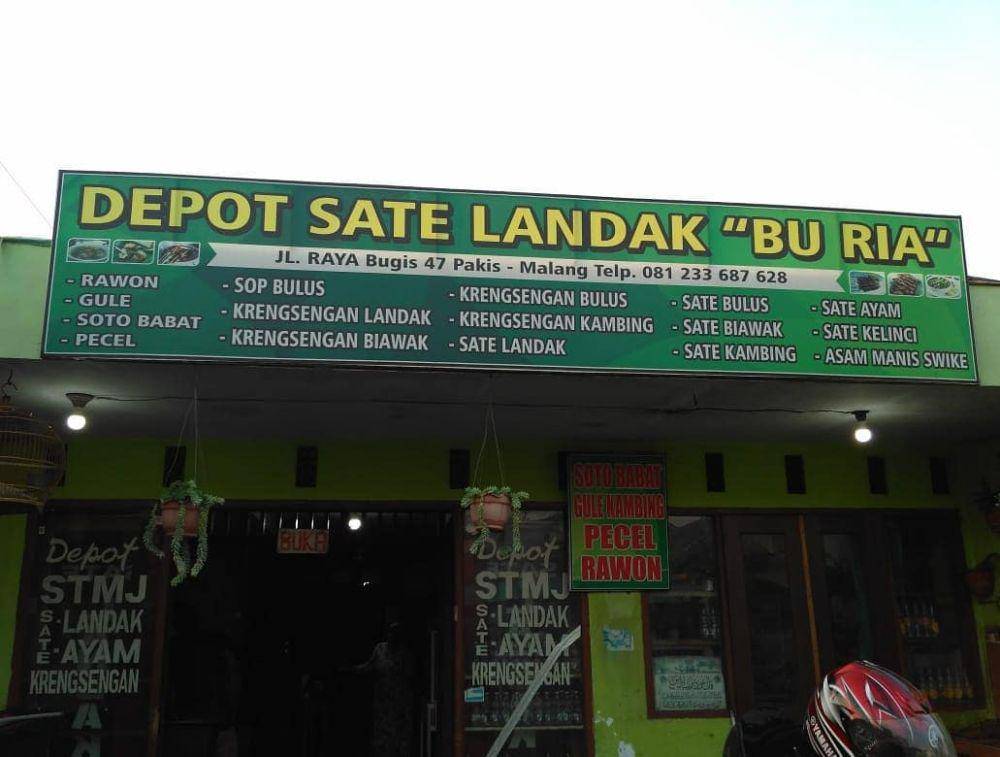 DEPOT SATE LANDAK "BU RIA"
JL. RAYA Bugis 47 Pakis - Malang Telp. 081 233 687 628
- RAWON
- GULE
- SOTO BABAT
- PECEL
- SOP BULUS
- KRENGSENGAN LANDAK
- KRENGSENGAN BIAWAK
- KRENGSENGAN BULUS
- KRENGSENGAN KAMBING
- SATE LANDAK
- SATE BULUS
- SATE BIAWAK
- SATE KAMBING
- SATE AYAM
- SATE KELINCI
- ASAM MANIS SWIKE
SOTO BABAT
GULE KAMBING
PECEL
RAWON
BUKA
Depot
STMJ
SATE
- LANDAK
- AYAM
KRENGSENGAN
Depot
STMJ
SATE
- LANDAK
- AYAM
KRENGSENGAN
YAMAHA